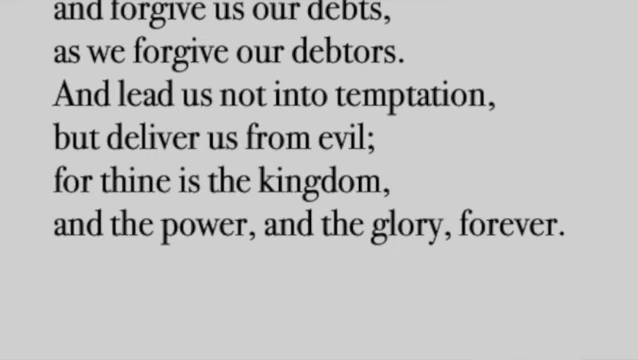 and forgive us our debts,
as we forgive our debtors.
And lead us not into temptation,
but deliver us from evil;
for thine is the kingdom,
and the power, and the glory, forever.